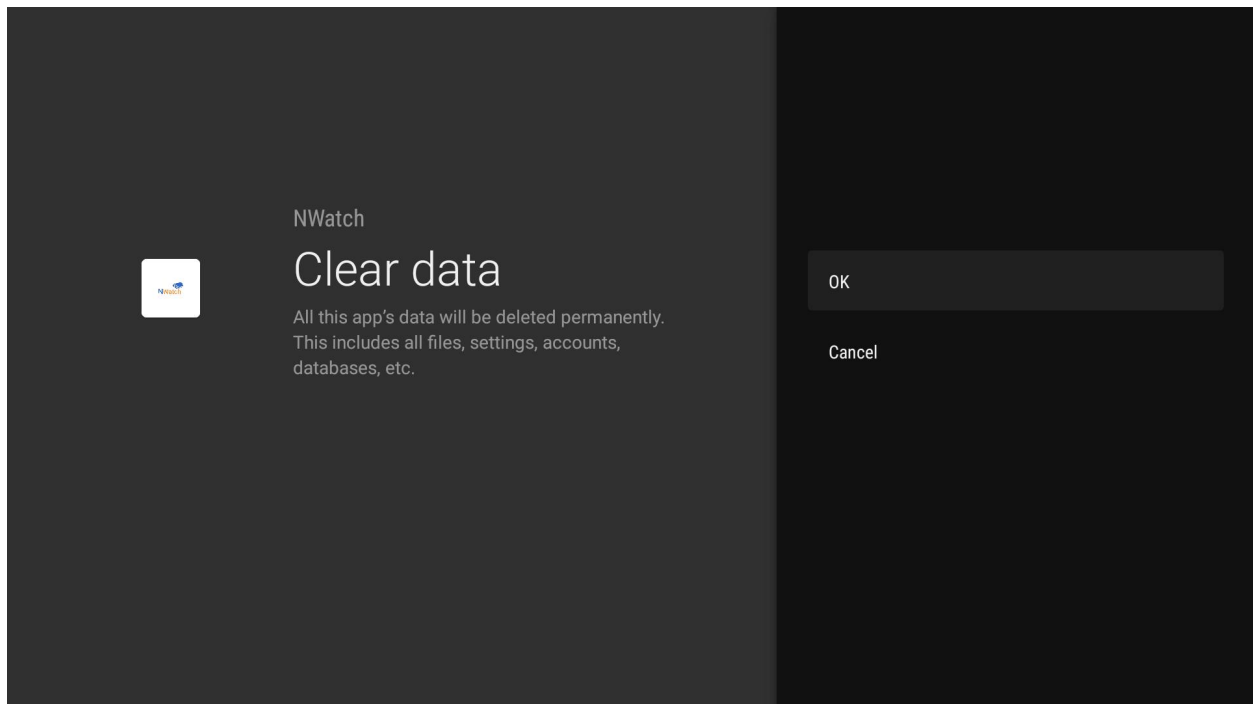 NWatch
Clear data
NWatch
All this app's data will be deleted permanently.
This includes all files, settings, accounts,
databases, etc.
OK
Cancel